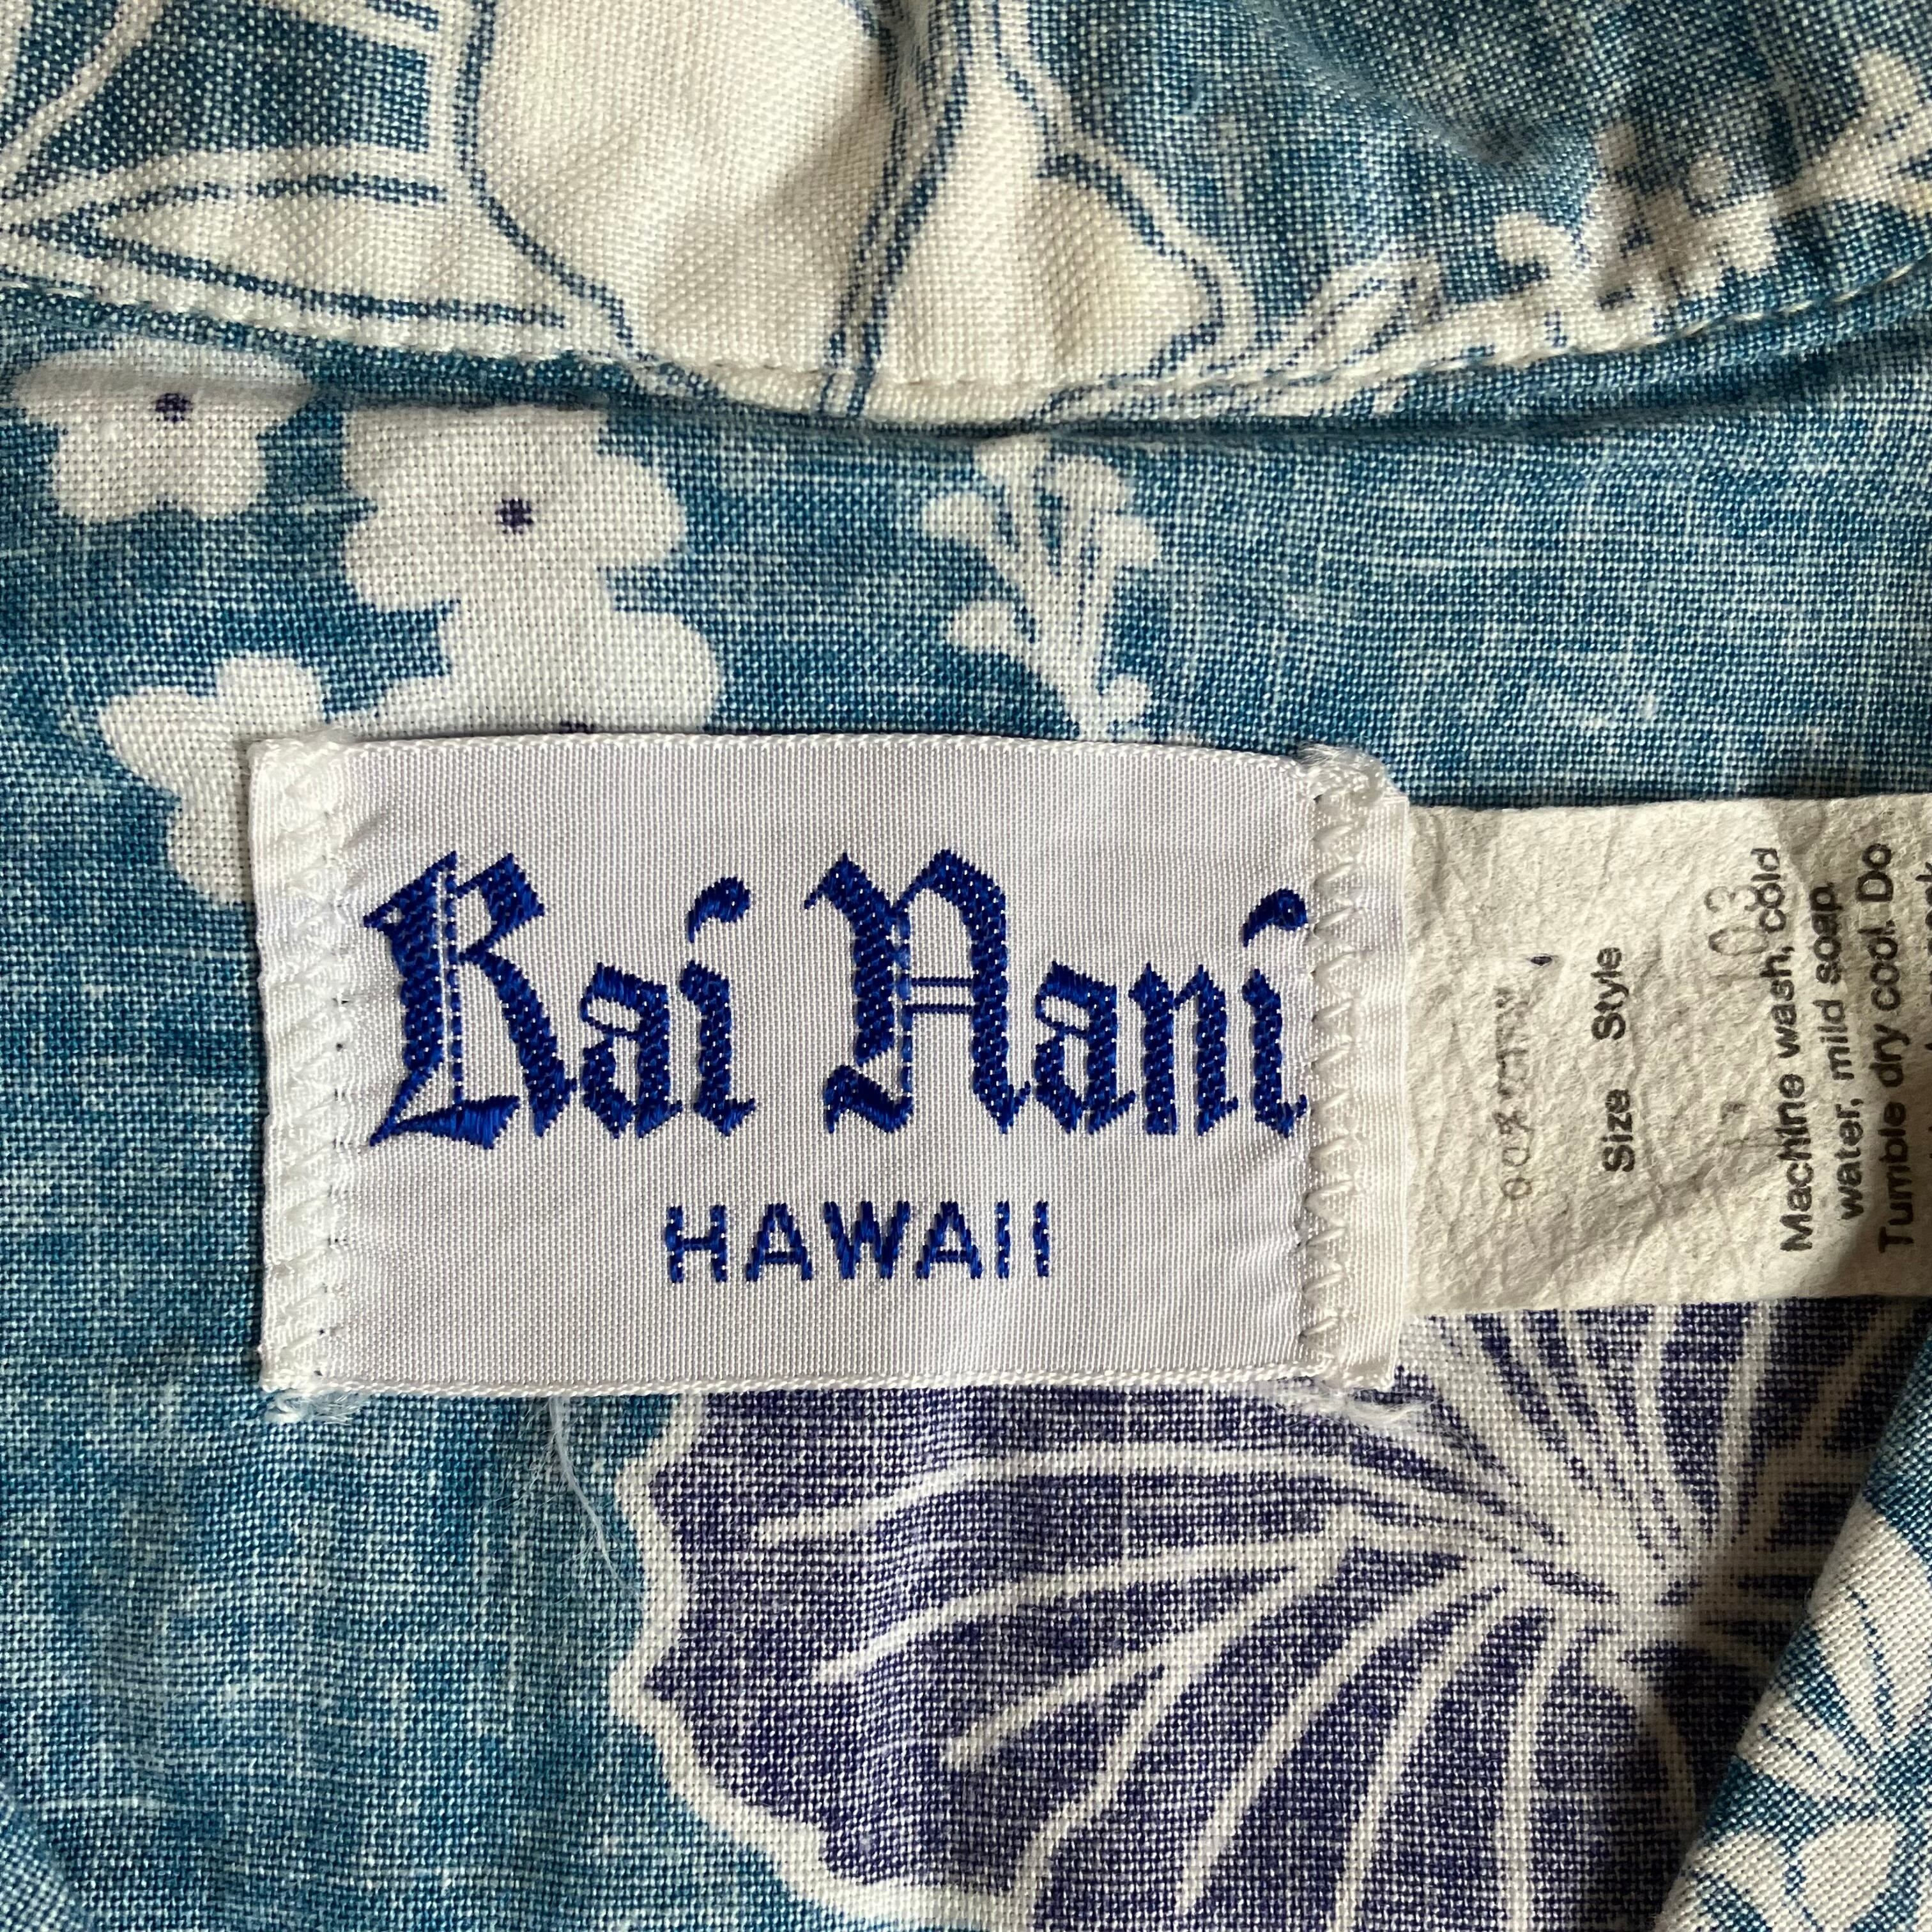 Kai Nani
HAWAII
Size Style
Machine wash, cold
water, mild soap
Tumble dry cool. Do